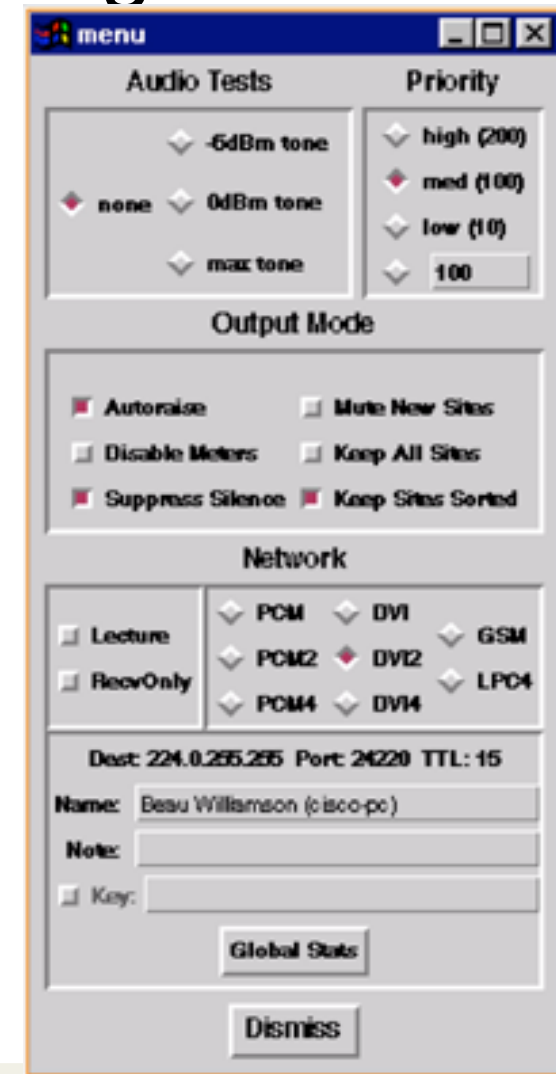 menu
Audio Tests
Priority
none
-6dBm tone
0dBm tone
max tone
high (200)
med (100)
low (10)
100
Output Mode
Autoraise
Mute New Sites
Disable Meters
Keep All Sites
Suppress Silence
Keep Sites Sorted
Network
Lecture
RecvOnly
PCM
PCM2
PCM4
DVI
DVI2
DVI4
GSM
LPC4
Dest: 224.0.255.255 Port: 24220 TTL: 15
Name: Beau Williamson (cisco-pc)
Note:
Key:
Global Stats
Dismiss